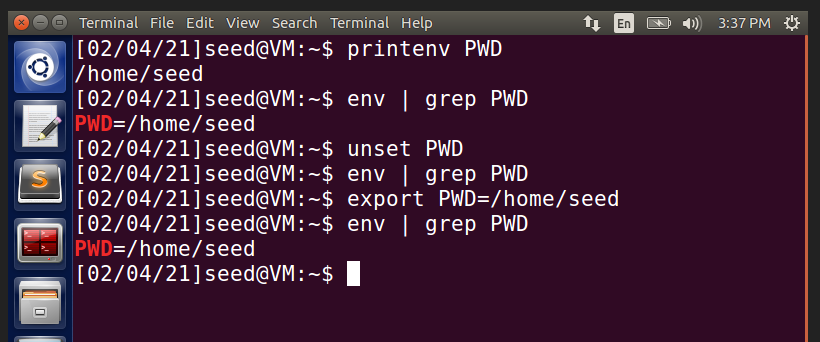 Terminal Terminal File Edit View Search Terminal Help En 3:37 PM
[02/04/21]seed@VM:~$ printenv PWD
/home/seed
[02/04/21]seed@VM:~$ env | grep PWD
PWD=/home/seed
[02/04/21]seed@VM:~$ unset PWD
[02/04/21]seed@VM:~$ env | grep PWD
[02/04/21]seed@VM:~$ export PWD=/home/seed
[02/04/21]seed@VM:~$ env | grep PWD
PWD=/home/seed
[02/04/21]seed@VM:~$